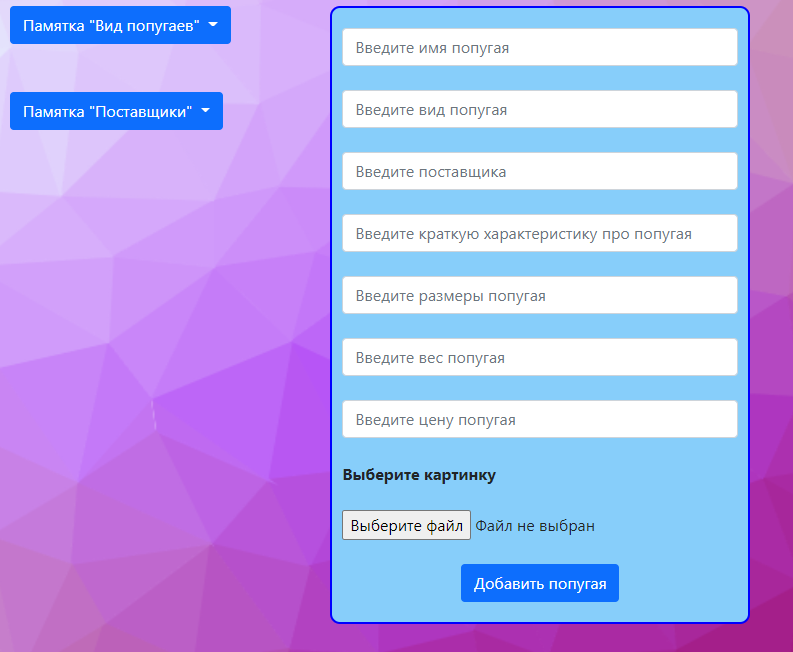 Памятка "Вид попугаев"
Памятка "Поставщики"
Введите имя попугая
Введите вид попугая
Введите поставщика
Введите краткую характеристику про попугая
Введите размеры попугая
Введите вес попугая
Введите цену попугая
Выберите картинку
Выберите файл Файл не выбран
Добавить попугая